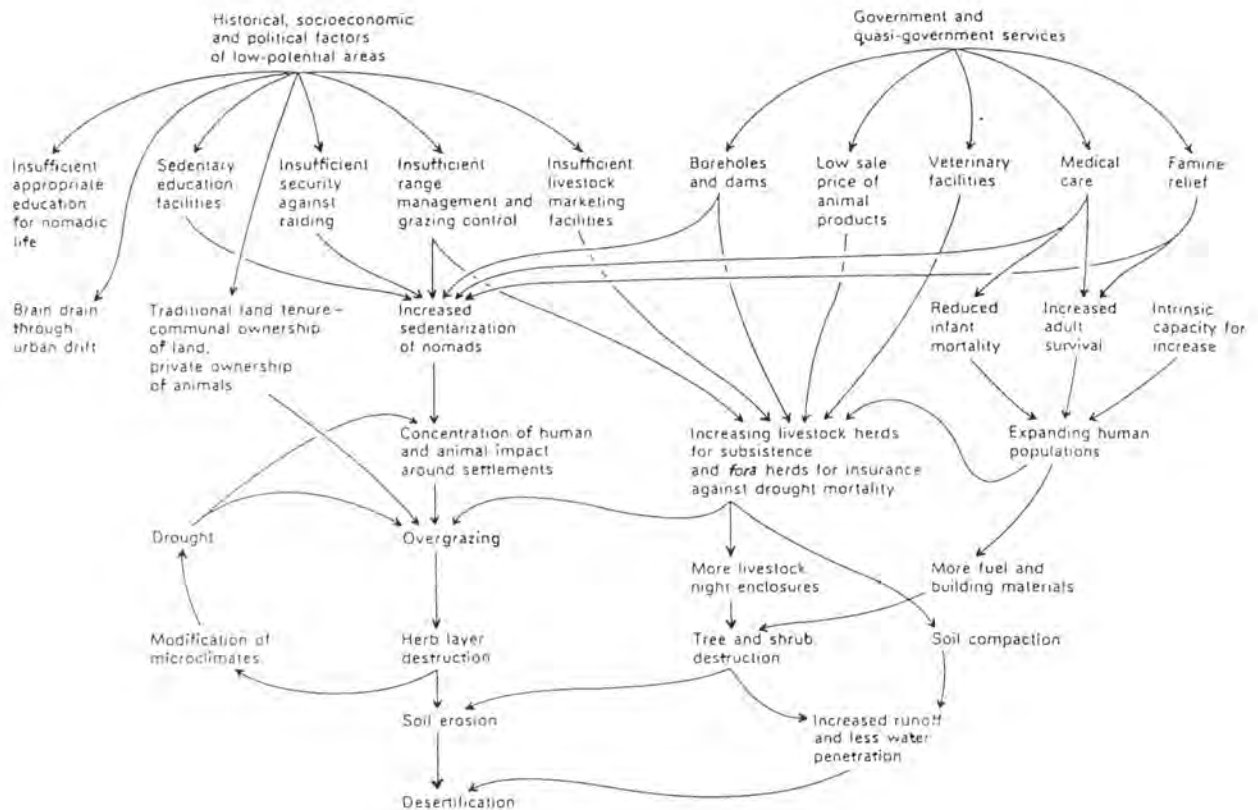 Historical, socioeconomic
and political factors
of low-potential areas
Government and
quasi-government services
Insufficient
appropriate
education
for nomadic
life
Sedentary
education
facilities
Insufficient
security
against
raiding
Insufficient
range
management and
grazing control
Insufficient
livestock
marketing
facilities
Boreholes
and dams
Low sale
price of
animal
products
Veterinary
facilities
Medical
care
Famine
relief
Brain drain
through
urban drift
Traditional land tenure –
communal ownership
of land,
private ownership
of animals
Increased
sedentarization
of nomads
Reduced
infant
mortality
Increased
adult
survival
Intrinsic
capacity for
increase
Concentration of human
and animal impact
around settlements
Increasing livestock herds
for subsistence
and fora herds for insurance
against drought mortality
Expanding human
populations
Drought
Overgrazing
More livestock
night enclosures
More fuel and
building materials
Modification of
microclimates
Herb layer
destruction
Tree and shrub
destruction
Soil compaction
Soil erosion
Increased runoff
and less water
penetration
Desertification